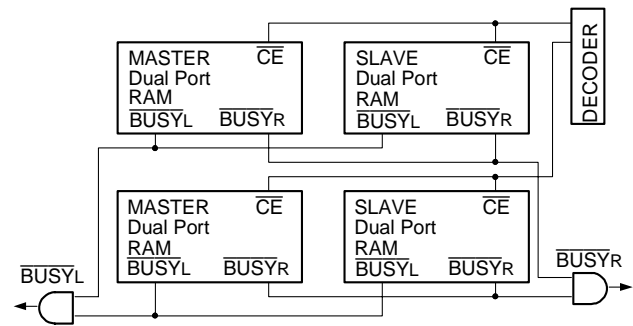 MASTER
Dual Port
RAM
CE
BUSYL
BUSYR
SLAVE
Dual Port
RAM
CE
BUSYL
BUSYR
DECODER
MASTER
Dual Port
RAM
CE
BUSYL
BUSYR
SLAVE
Dual Port
RAM
CE
BUSYL
BUSYR
BUSYL
BUSYR